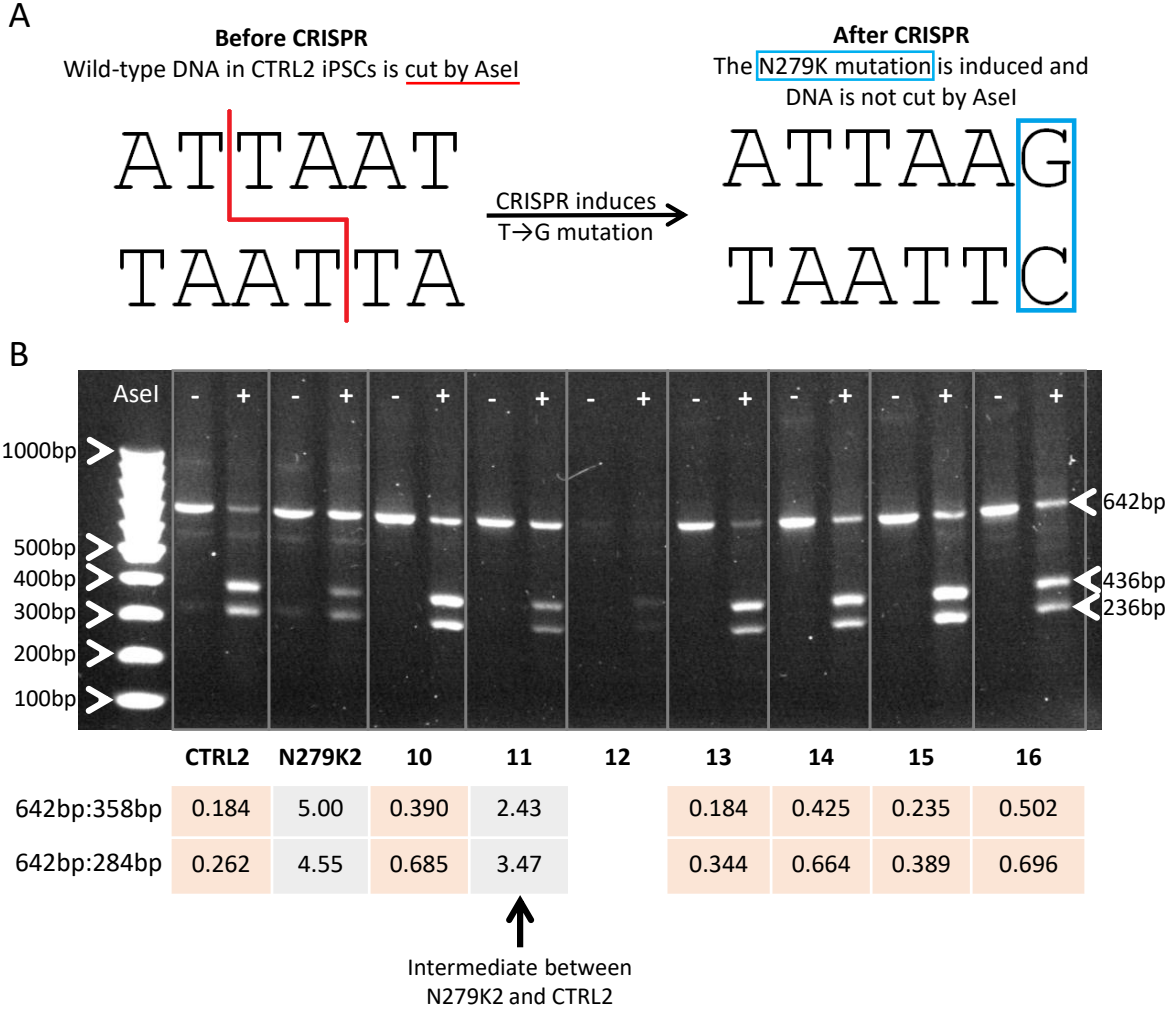 A
Before CRISPR
Wild-type DNA in CTRL2 iPSCs is cut by AseI
ATTAAT
TAATTA
CRISPR induces
T→G mutation
After CRISPR
The N279K mutation is induced and
DNA is not cut by AseI
ATTAAG
TAATTC
B
AseI - + - + - + - + - + - + - + - + - +
1000bp
500bp
400bp
300bp
200bp
100bp
642bp
436bp
236bp
CTRL2 N279K2 10 11 12 13 14 15 16
642bp:358bp 0.184 5.00 0.390 2.43 0.184 0.425 0.235 0.502
642bp:284bp 0.262 4.55 0.685 3.47 0.344 0.664 0.389 0.696
Intermediate between
N279K2 and CTRL2